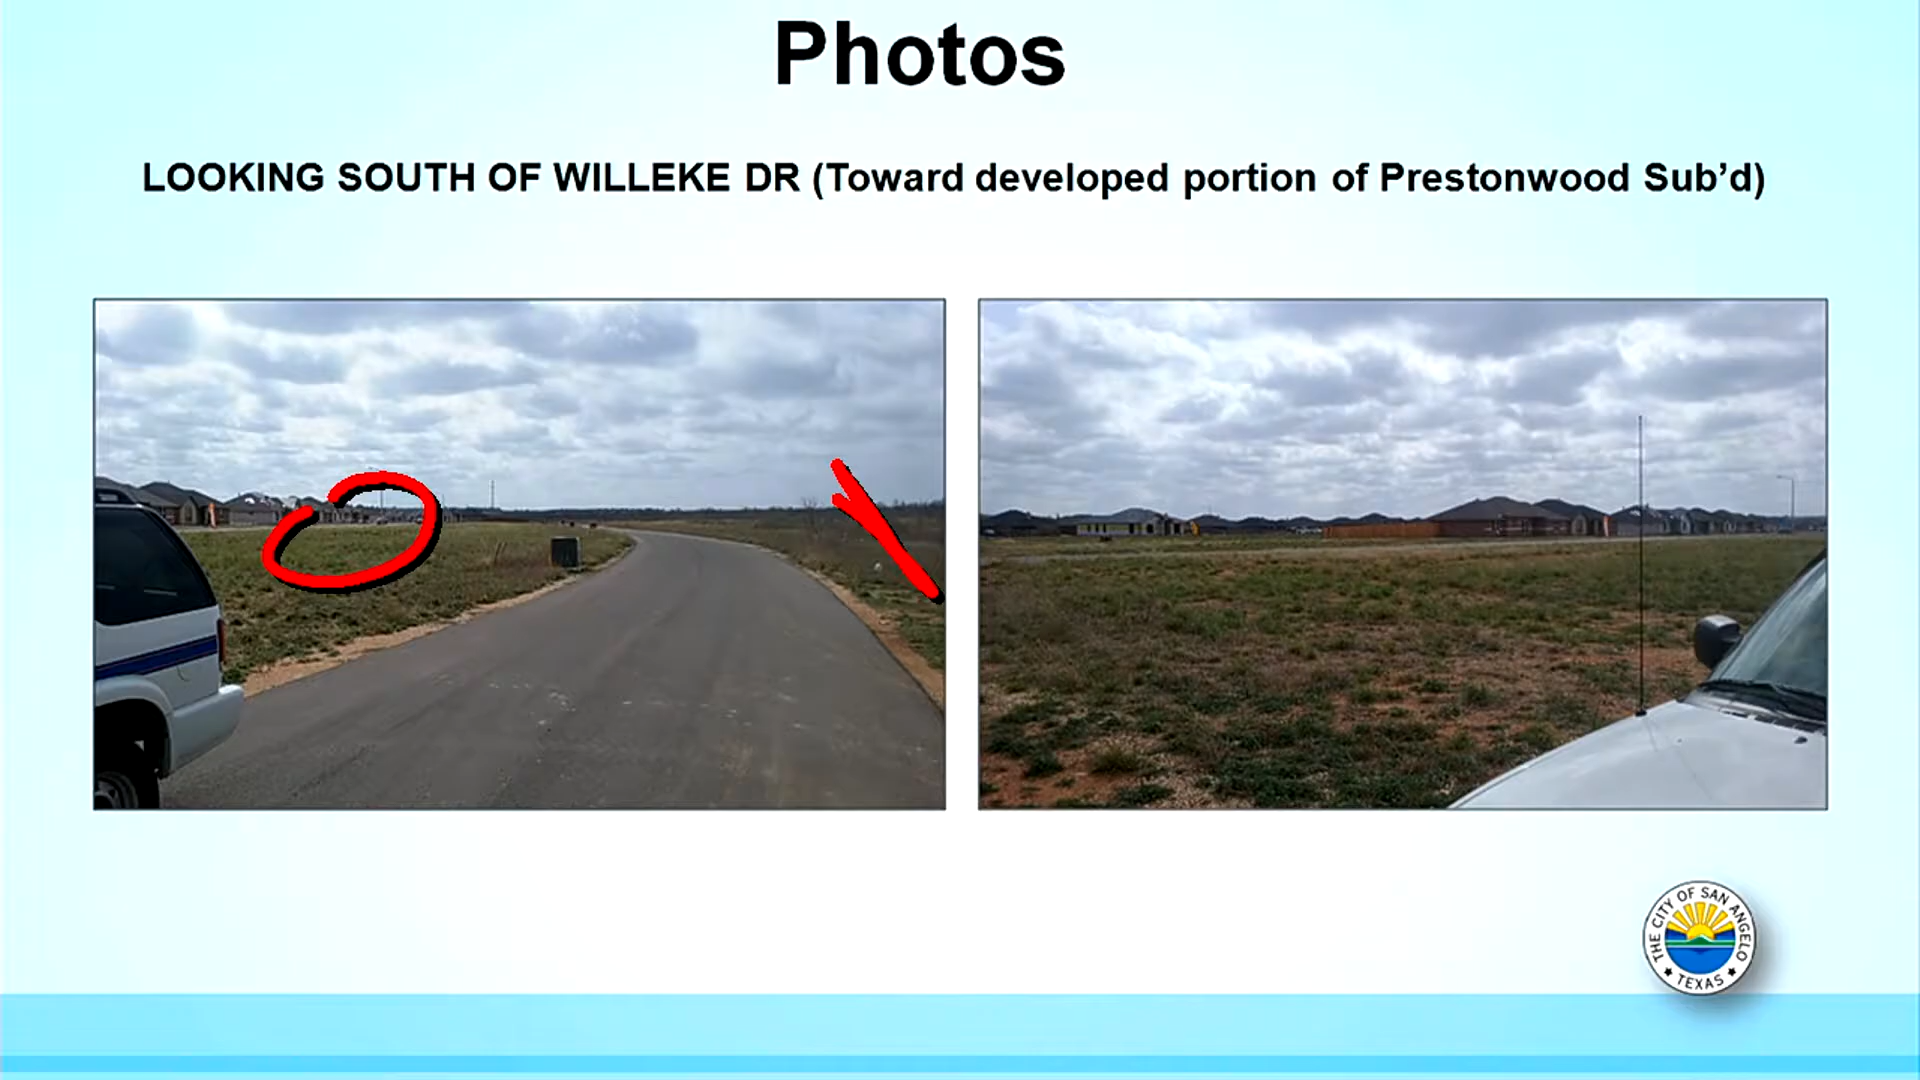 Photos
LOOKING SOUTH OF WILLEKE DR (Toward developed portion of Prestonwood Sub’d)
THE CITY OF SAN ANGELO
TEXAS